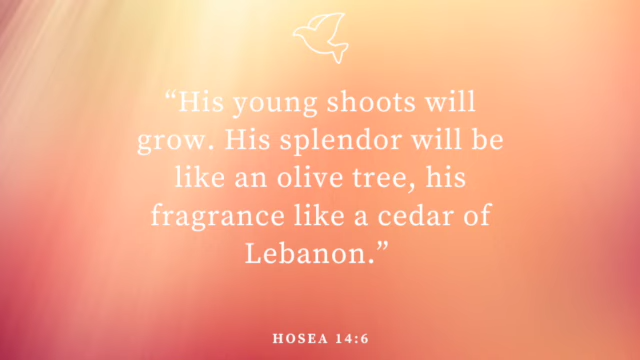 “His young shoots will
grow. His splendor will be
like an olive tree, his
fragrance like a cedar of
Lebanon.”
HOSEA 14:6